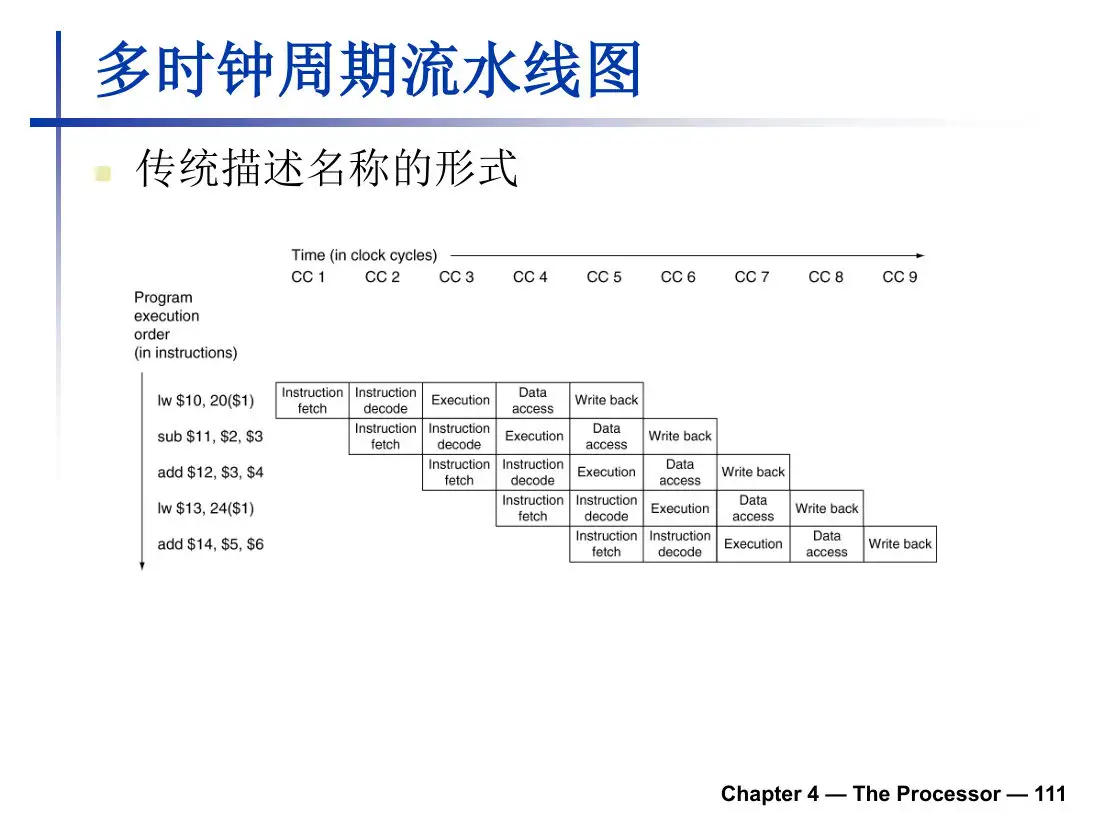 多时钟周期流水线图
传统描述名称的形式
Time (in clock cycles)
CC 1 CC 2 CC 3 CC 4 CC 5 CC 6 CC 7 CC 8 CC 9
Program
execution
order
(in instructions)
lw $10, 20($1) Instruction fetch Instruction decode Execution Data access Write back
sub $11, $2, $3 Instruction fetch Instruction decode Execution Data access Write back
add $12, $3, $4 Instruction fetch Instruction decode Execution Data access Write back
lw $13, 24($1) Instruction fetch Instruction decode Execution Data access Write back
add $14, $5, $6 Instruction fetch Instruction decode Execution Data access Write back
Chapter 4 — The Processor — 111